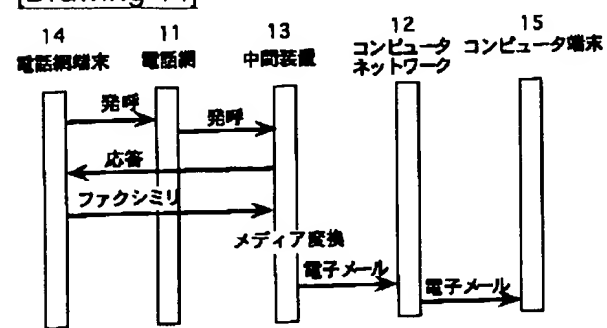 14 11 13 12 15
電話網端末 電話網 中間装置 コンピュータ コンピュータ端末
ネットワーク
発呼
発呼
応答
ファクシミリ
メディア変換
電子メール
電子メール